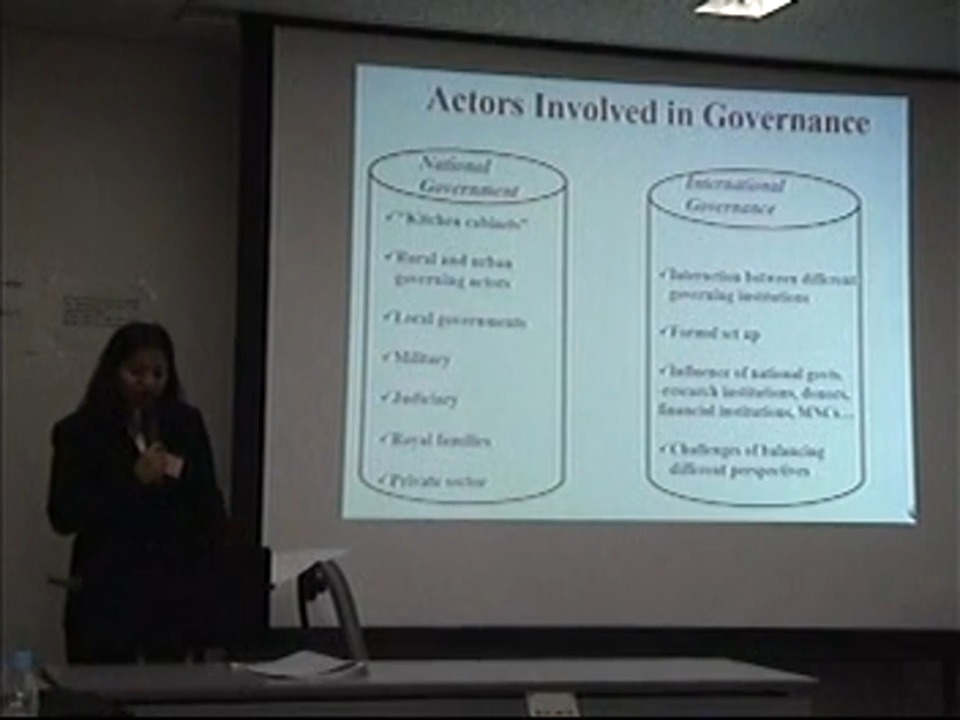 Actors Involved in Governance
National
Government
✓"Kitchen cabinets"
✓Rural and urban
governing actors
✓Local governments
✓Military
✓Judiciary
✓Royal families
✓Private sector
International
Governance
✓Interaction between different
governing institutions
✓Formal set up
✓Influence of national govts,
research institutions, donors,
financial institutions, MNCs...
✓Challenges of balancing
different perspectives